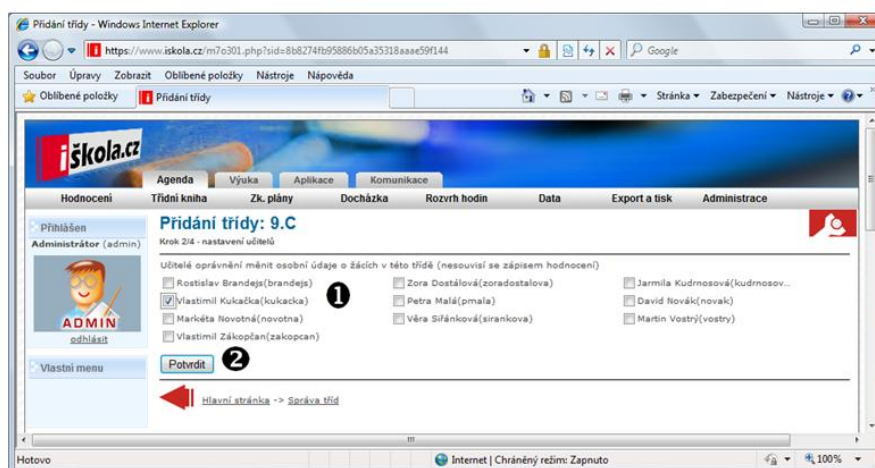 Přidání třídy - Windows Internet Explorer
https://www.iskola.cz/m7o301.php?sid=8b8274fb95886b05a35318aaae59f144 Google
Soubor Úpravy Zobrazit Oblíbené položky Nástroje Nápověda
Oblíbené položky Přidání třídy Stránka Zabezpečení Nástroje
iškola.cz
Agenda Výuka Aplikace Komunikace
Hodnocení Třídní kniha Zk. plány Docházka Rozvrh hodin Data Export a tisk Administrace
Přihlášen
Administrátor (admin)
ADMIN
odhlásit
Vlastní menu
Přidání třídy: 9.C
Krok 2/4 - nastavení učitelů
Učitelé oprávnění měnit osobní údaje o žácích v této třídě (nesouvisí se zápisem hodnocení)
Rostislav Brandejs(brandejs) Zora Dostálová(zoradostalova) Jarmila Kudrnosová(kudrnosov...
Vlastimil Kukačka(kukacka) Petra Malá(pmala) David Novák(novak)
Markéta Novotná(novotna) Věra Siřánková(sirankova) Martin Vostrý(vostry)
Vlastimil Zákopčan(zakopcan)
1
Potvrdit 2
Hlavní stránka -> Správa tříd
Hotovo Internet | Chráněný režim: Zapnuto 100%